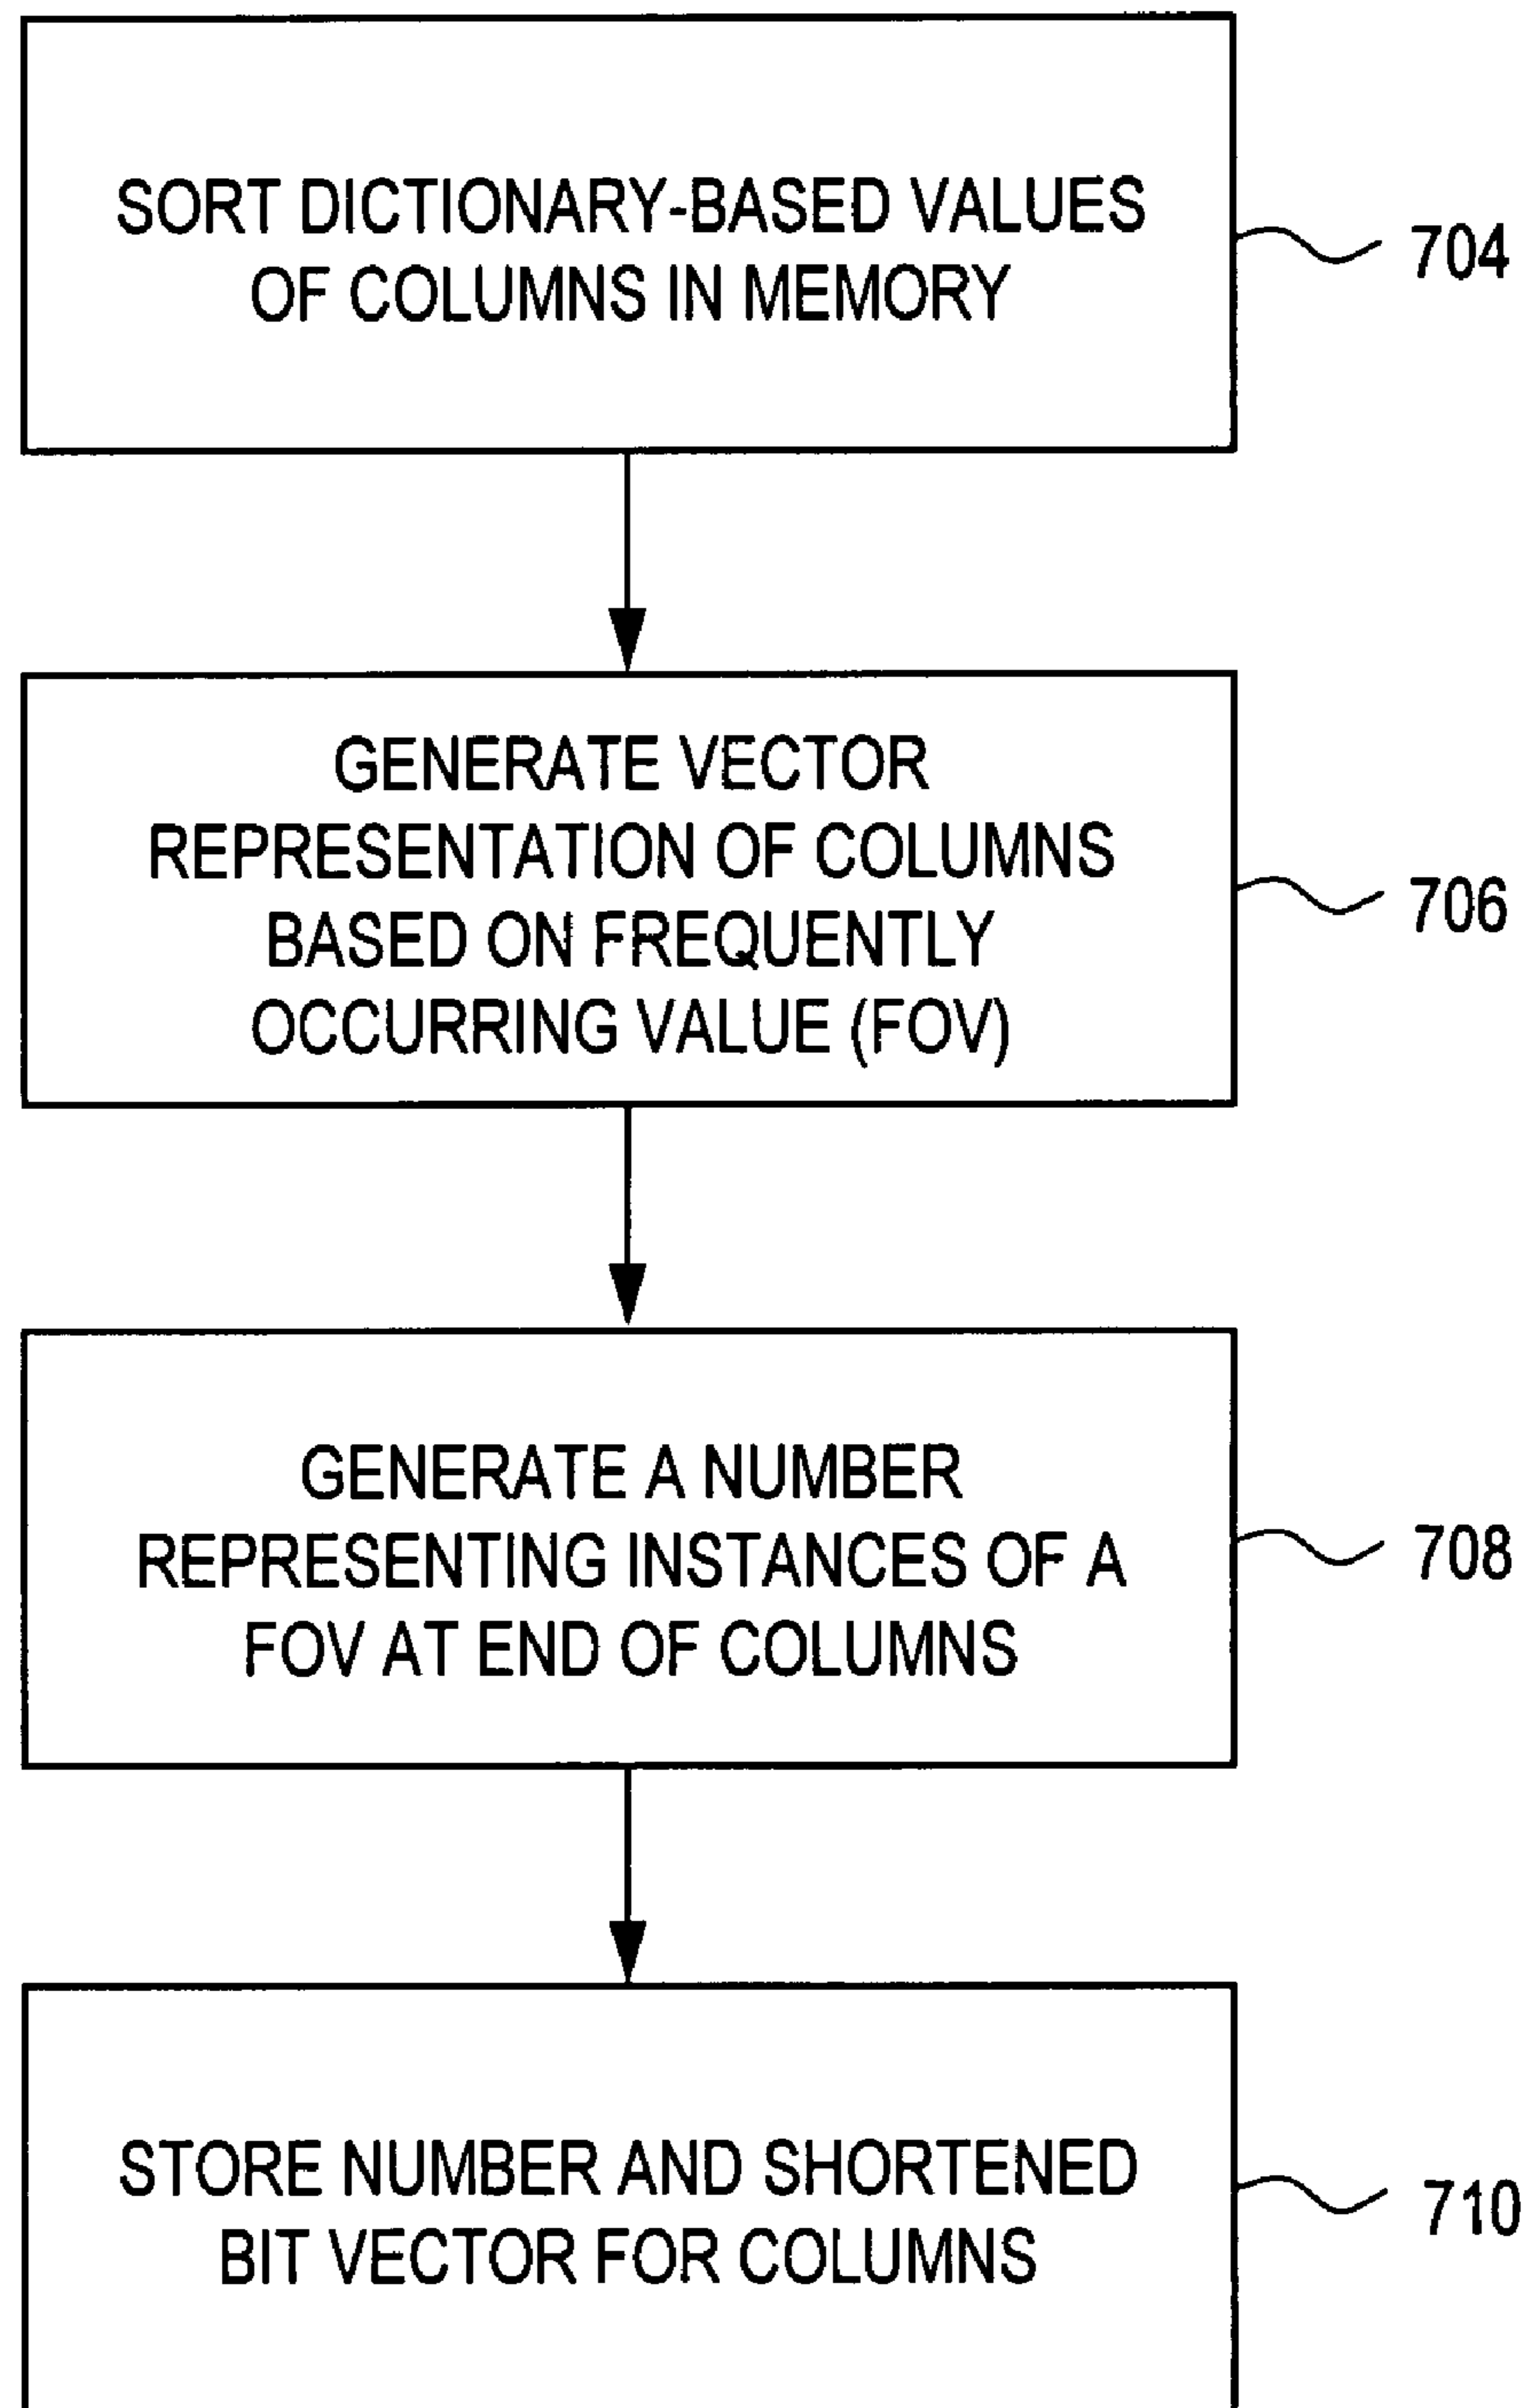 SORT DICTIONARY-BASED VALUES
OF COLUMNS IN MEMORY
704
GENERATE VECTOR
REPRESENTATION OF COLUMNS
BASED ON FREQUENTLY
OCCURRING VALUE (FOV)
706
GENERATE A NUMBER
REPRESENTING INSTANCES OF A
FOV AT END OF COLUMNS
708
STORE NUMBER AND SHORTENED
BIT VECTOR FOR COLUMNS
710